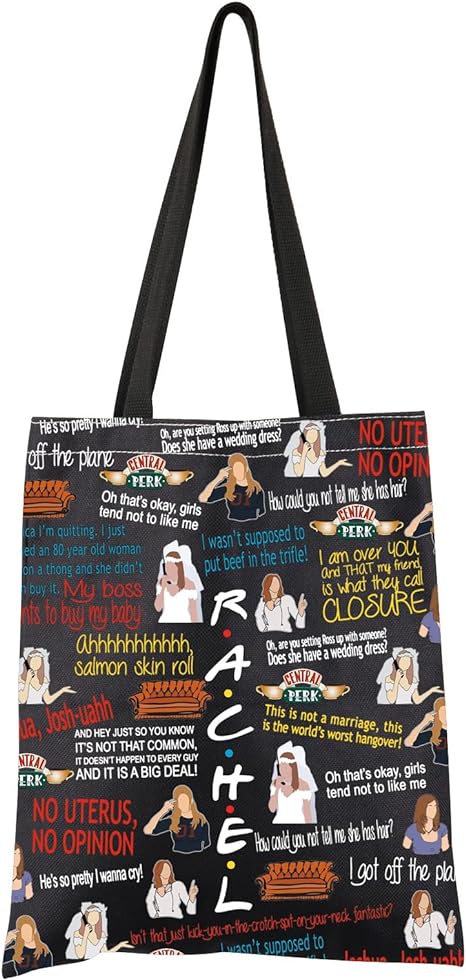 He's so pretty I wanna cry!
Oh, are you setting Ross up with someone?
Does she have a wedding dress?
NO UTE
NO OPIN
off the plane
CENTRAL
PERK
Oh that's okay, girls
tend not to like me
How could you not tell me she has hair?
CENTRAL
PERK
ca I'm quitting. I just
ed an 80 year old woman
on a thong and she didn't
buy it.
My boss
nts to buy my baby
I wasn't supposed to
put beef in the trifle!
I am over YOU
and THAT my friend,
is what they call
CLOSURE
R.A.C.H.E.L
Ahhhhhhhhhhh,
salmon skin roll
Oh, are you setting Ross up with someone?
Does she have a wedding dress?
CENTRAL
PERK
ua, Josh-uahh
AND HEY JUST SO YOU KNOW
IT'S NOT THAT COMMON,
IT DOESN'T HAPPEN TO EVERY GUY
AND IT IS A BIG DEAL!
This is not a marriage, this
is the world's worst hangover!
NTRAL
PERK
Oh that's okay, girls
tend not to like me
NO UTERUS,
NO OPINION
How could you not tell me she has hair?
He's so pretty I wanna cry!
I got off the plan
Isn't that just kick-you-in-the-crotch-spit-on-your-neck fantastic?
I wasn't supposed to
Joshua, Josh-uahh